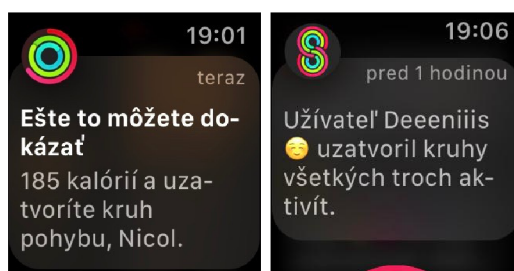 19:01
teraz
Ešte to môžete do-
kázať
185 kalórií a uza-
tvoríte kruh
pohybu, Nicol.
19:06
pred 1 hodinou
Užívateľ Deeeniiis
☺️ uzatvoril kruhy
všetkých troch ak-
tivít.